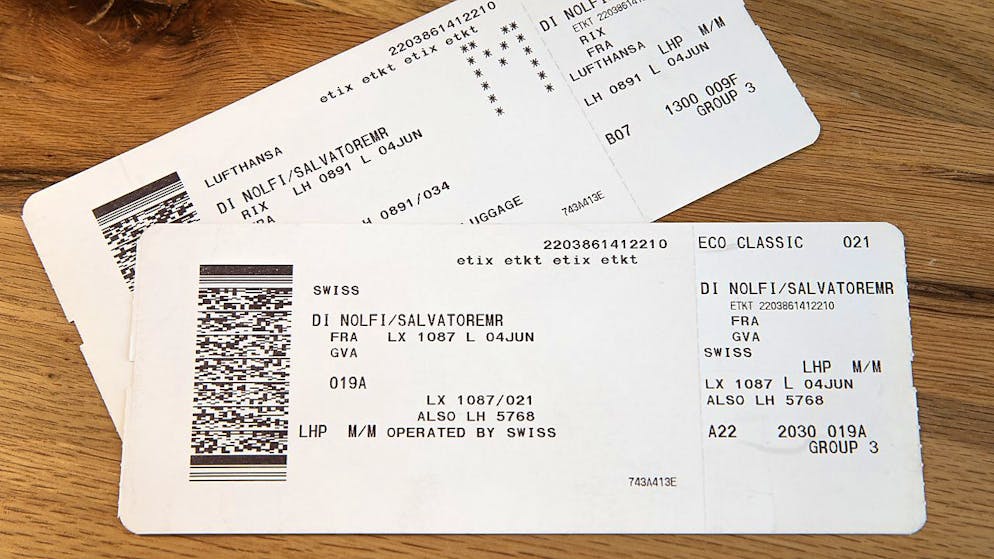 2203861412210
etix etkt etix etkt
LUFTHANSA
DI NOLFI/SALVATOREMR
RIX LH 0891 L 04JUN
FRA
H 0891/034
LUGGAGE
743A413E
DI NOLFI
ETKT 22038614
RIX
FRA
LUFTHANSA
LHP M/M
LH 0891 L 04JUN
1300 009F
B07
GROUP 3
2203861412210
etix etkt etix etkt
SWISS
DI NOLFI/SALVATOREMR
FRA LX 1087 L 04JUN
GVA
019A
LX 1087/021
ALSO LH 5768
LHP M/M OPERATED BY SWISS
743A413E
ECO CLASSIC 021
DI NOLFI/SALVATOREMR
ETKT 2203861412210
FRA
GVA
SWISS
LHP M/M
LX 1087 L 04JUN
ALSO LH 5768
A22 2030 019A
GROUP 3